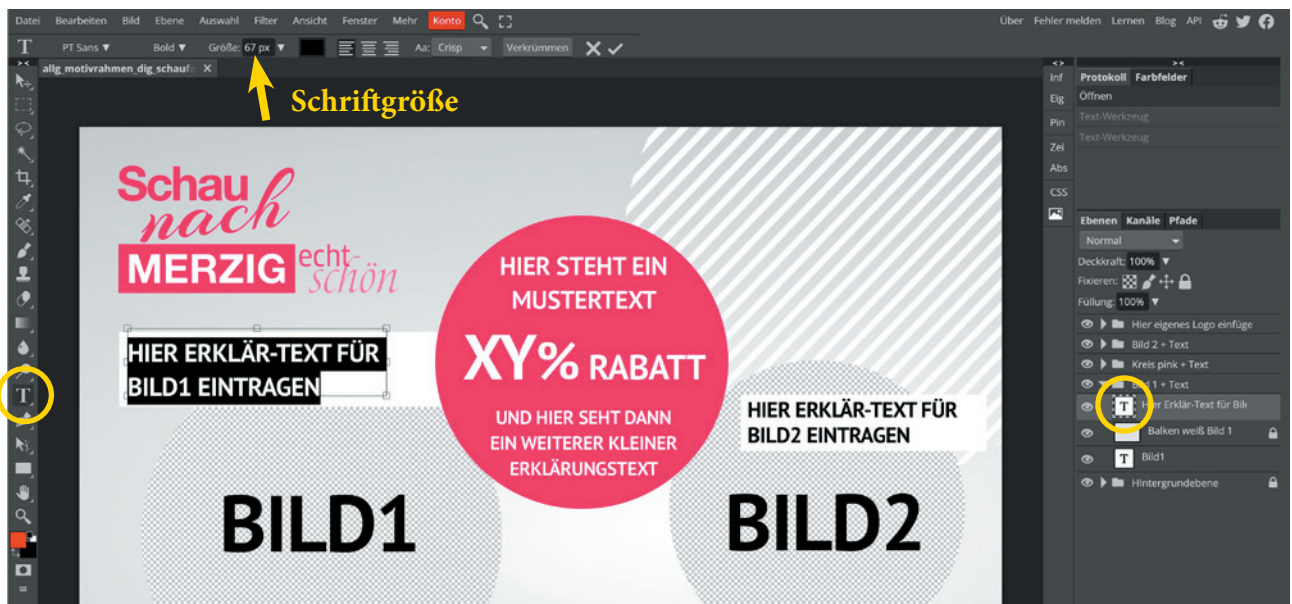 Datei Bearbeiten Bild Ebene Auswahl Filter Ansicht Fenster Mehr Konto Über Fehler melden Lernen Blog API
T PT Sans Bold Größe: 67 px Aa: Crisp Verkrümmen
allg_motivrahmen_dig_schauf
Schriftgröße
Schau
nach
MERZIG echt
schön
HIER STEHT EIN
MUSTERTEXT
XY% RABATT
UND HIER SEHT DANN
EIN WEITERER KLEINER
ERKLÄRUNGSTEXT
HIER ERKLÄR-TEXT FÜR
BILD1 EINTRAGEN
HIER ERKLÄR-TEXT FÜR
BILD2 EINTRAGEN
BILD1
BILD2
T
Inf
Eig
Pin
Zei
Abs
CSS
Protokoll Farbfelder
Öffnen
Text-Werkzeug
Text-Werkzeug
Ebenen Kanäle Pfade
Normal
Deckkraft: 100%
Fixieren:
Füllung: 100%
Hier eigenes Logo einfüge
Bild 2 + Text
Kreis pink + Text
Bild 1 + Text
T Hier Erklär-Text für Bil
Balken weiß Bild 1
T Bild1
Hintergrundebene